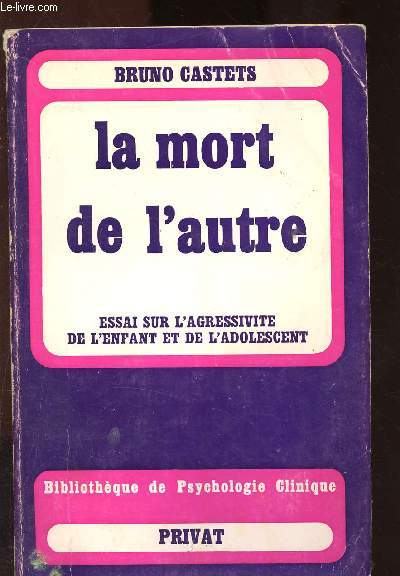 Le-livre.com
BRUNO CASTETS
la mort
de l'autre
ESSAI SUR L'AGRESSIVITE
DE L'ENFANT ET DE L'ADOLESCENT
Bibliothèque de Psychologie Clinique
PRIVAT